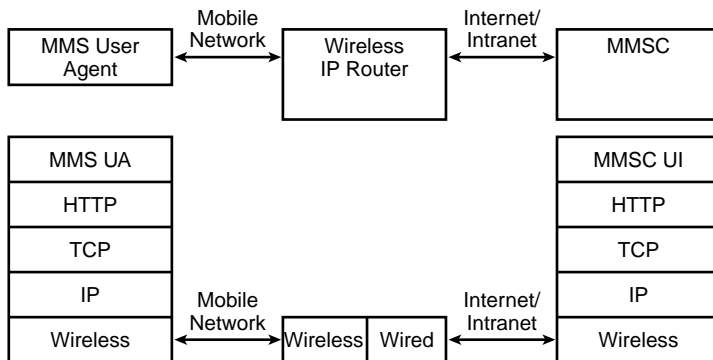 Mobile
Network
Internet/
Intranet
MMS User
Agent
Wireless
IP Router
MMSC
MMS UA
HTTP
TCP
IP
Wireless
Mobile
Network
Wireless
Wired
Internet/
Intranet
MMSC UI
HTTP
TCP
IP
Wireless